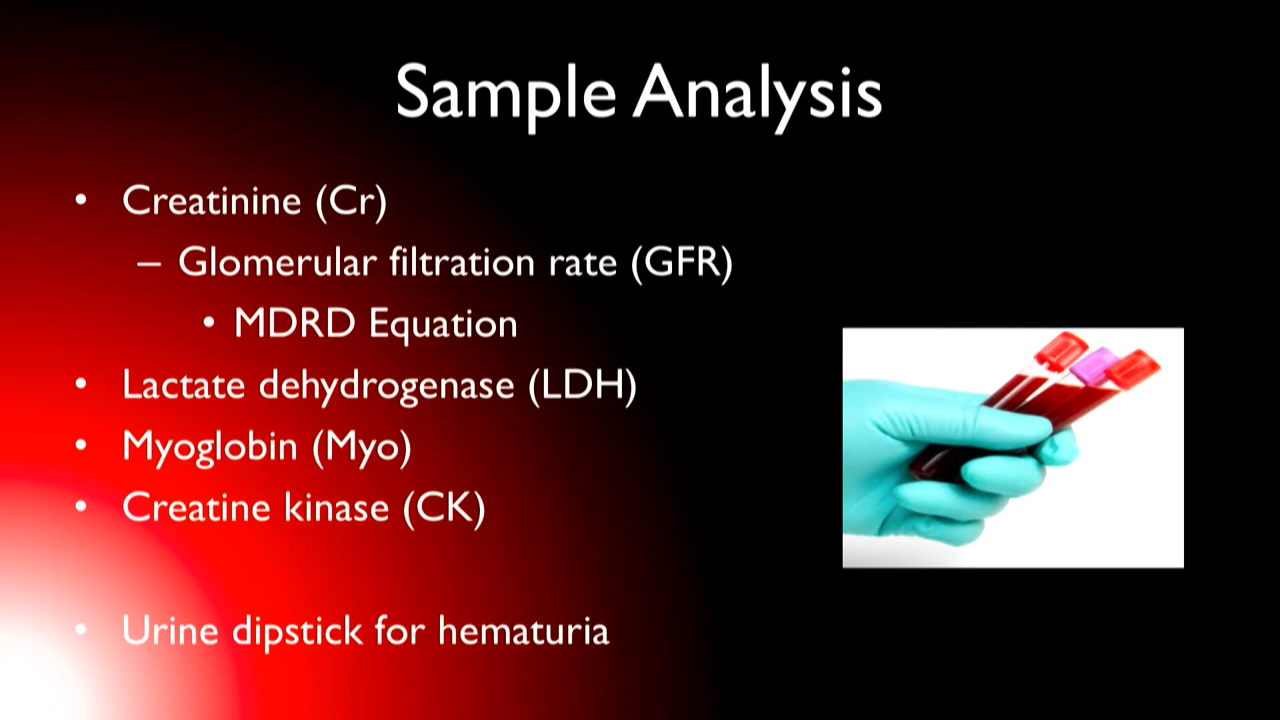 Sample Analysis
• Creatinine (Cr)
– Glomerular filtration rate (GFR)
• MDRD Equation
• Lactate dehydrogenase (LDH)
• Myoglobin (Myo)
• Creatine kinase (CK)
• Urine dipstick for hematuria